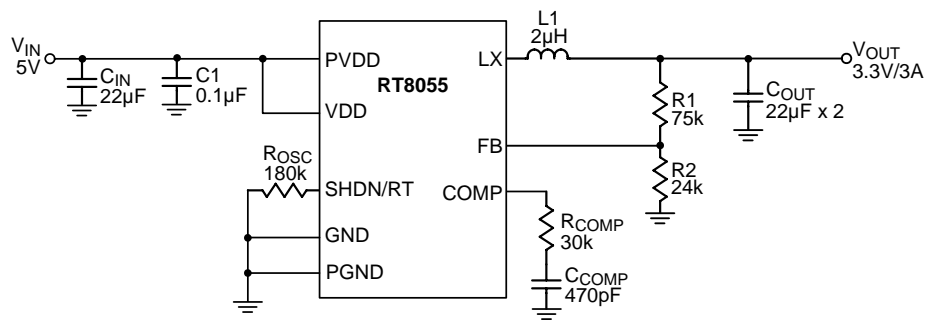 L1
2µH
VIN
5V
PVDD
LX
VOUT
3.3V/3A
RT8055
CIN
22µF
C1
0.1µF
VDD
R1
75k
COUT
22µF x 2
FB
ROSC
180k
R2
24k
SHDN/RT
COMP
RCOMP
30k
GND
PGND
CCOMP
470pF